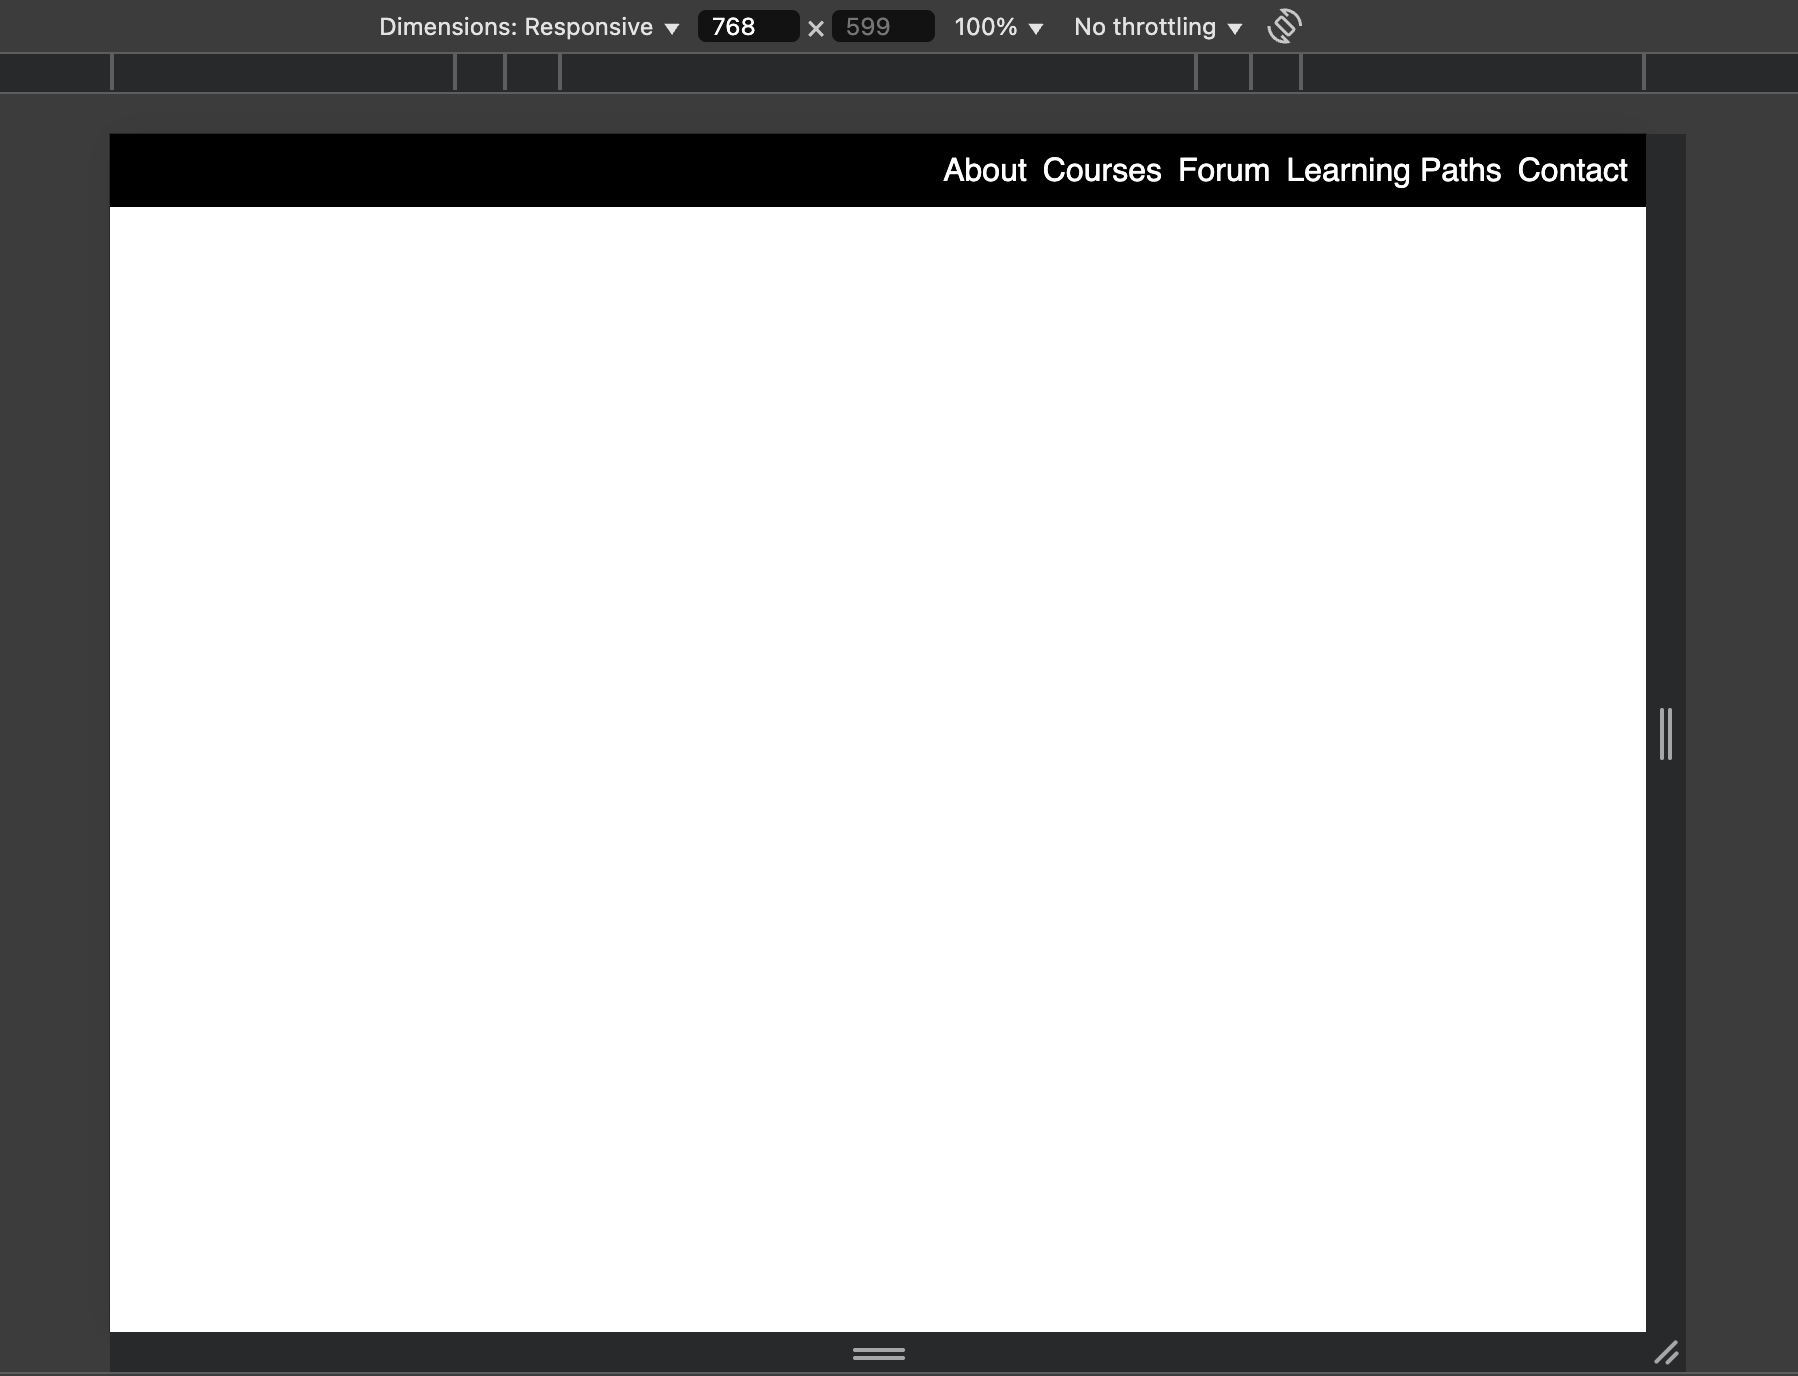 Dimensions: Responsive ▼ 768 × 599 100% ▼ No throttling ▼
About Courses Forum Learning Paths Contact